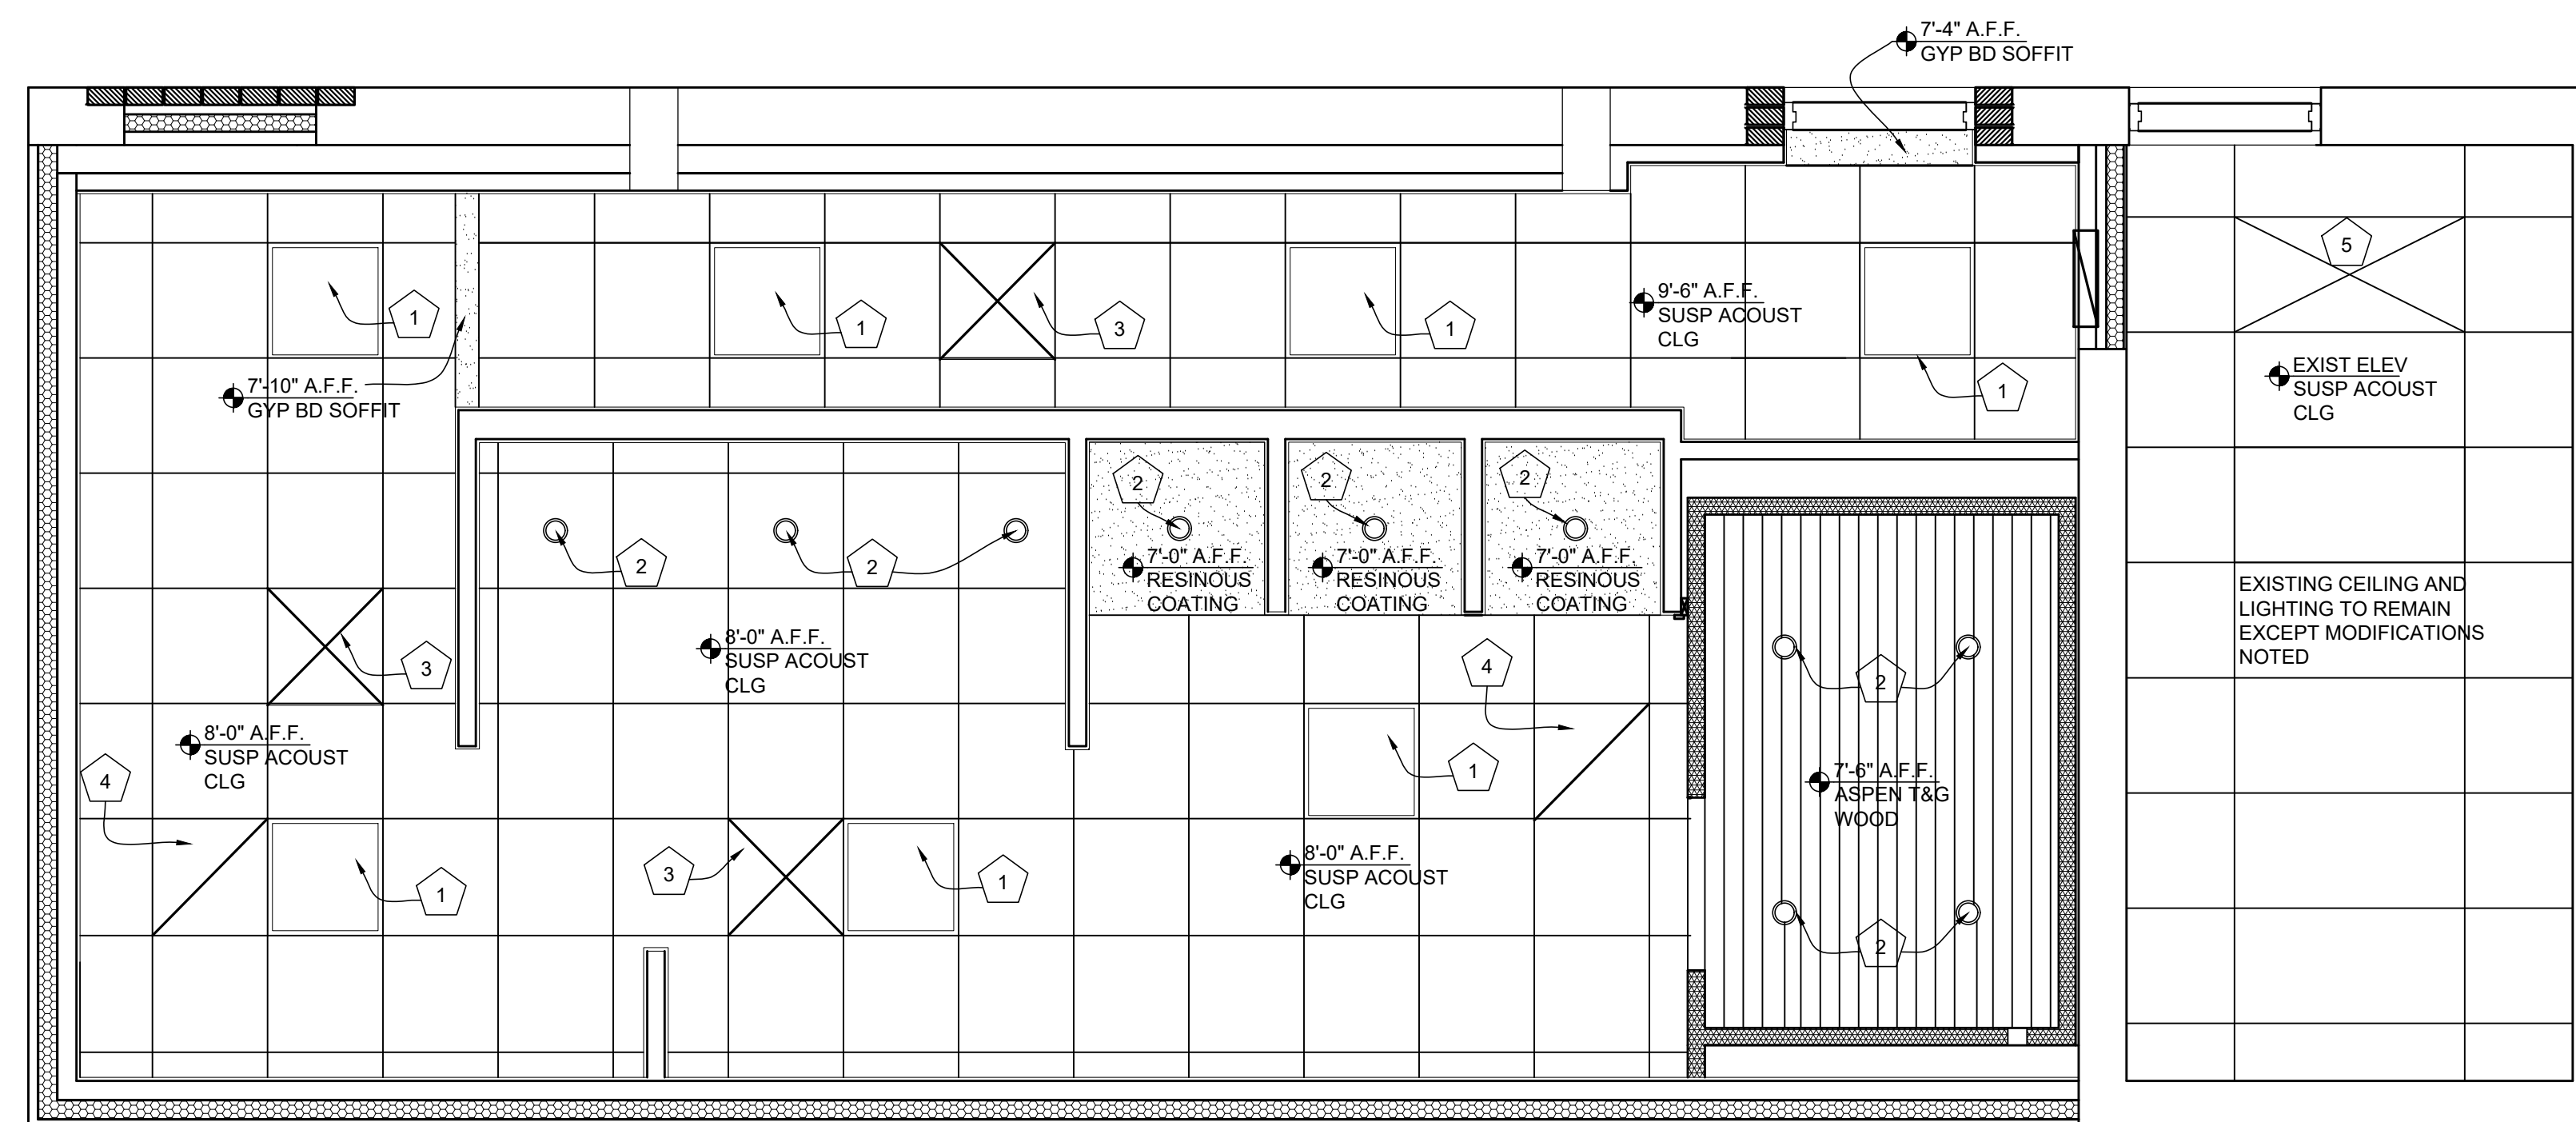 7'-4" A.F.F.
GYP BD SOFFIT
5
1
1
3
1
9'-6" A.F.F.
SUSP ACOUST
CLG
1
7'-10" A.F.F.
GYP BD SOFFIT
EXIST ELEV
SUSP ACOUST
CLG
2
2
2
2
2
7'-0" A.F.F.
RESINOUS
COATING
7'-0" A.F.F.
RESINOUS
COATING
7'-0" A.F.F.
RESINOUS
COATING
EXISTING CEILING AND
LIGHTING TO REMAIN
EXCEPT MODIFICATIONS
NOTED
3
8'-0" A.F.F.
SUSP ACOUST
CLG
4
2
8'-0" A.F.F.
SUSP ACOUST
CLG
4
1
7'-6" A.F.F.
ASPEN T&G
WOOD
1
3
1
8'-0" A.F.F.
SUSP ACOUST
CLG
2